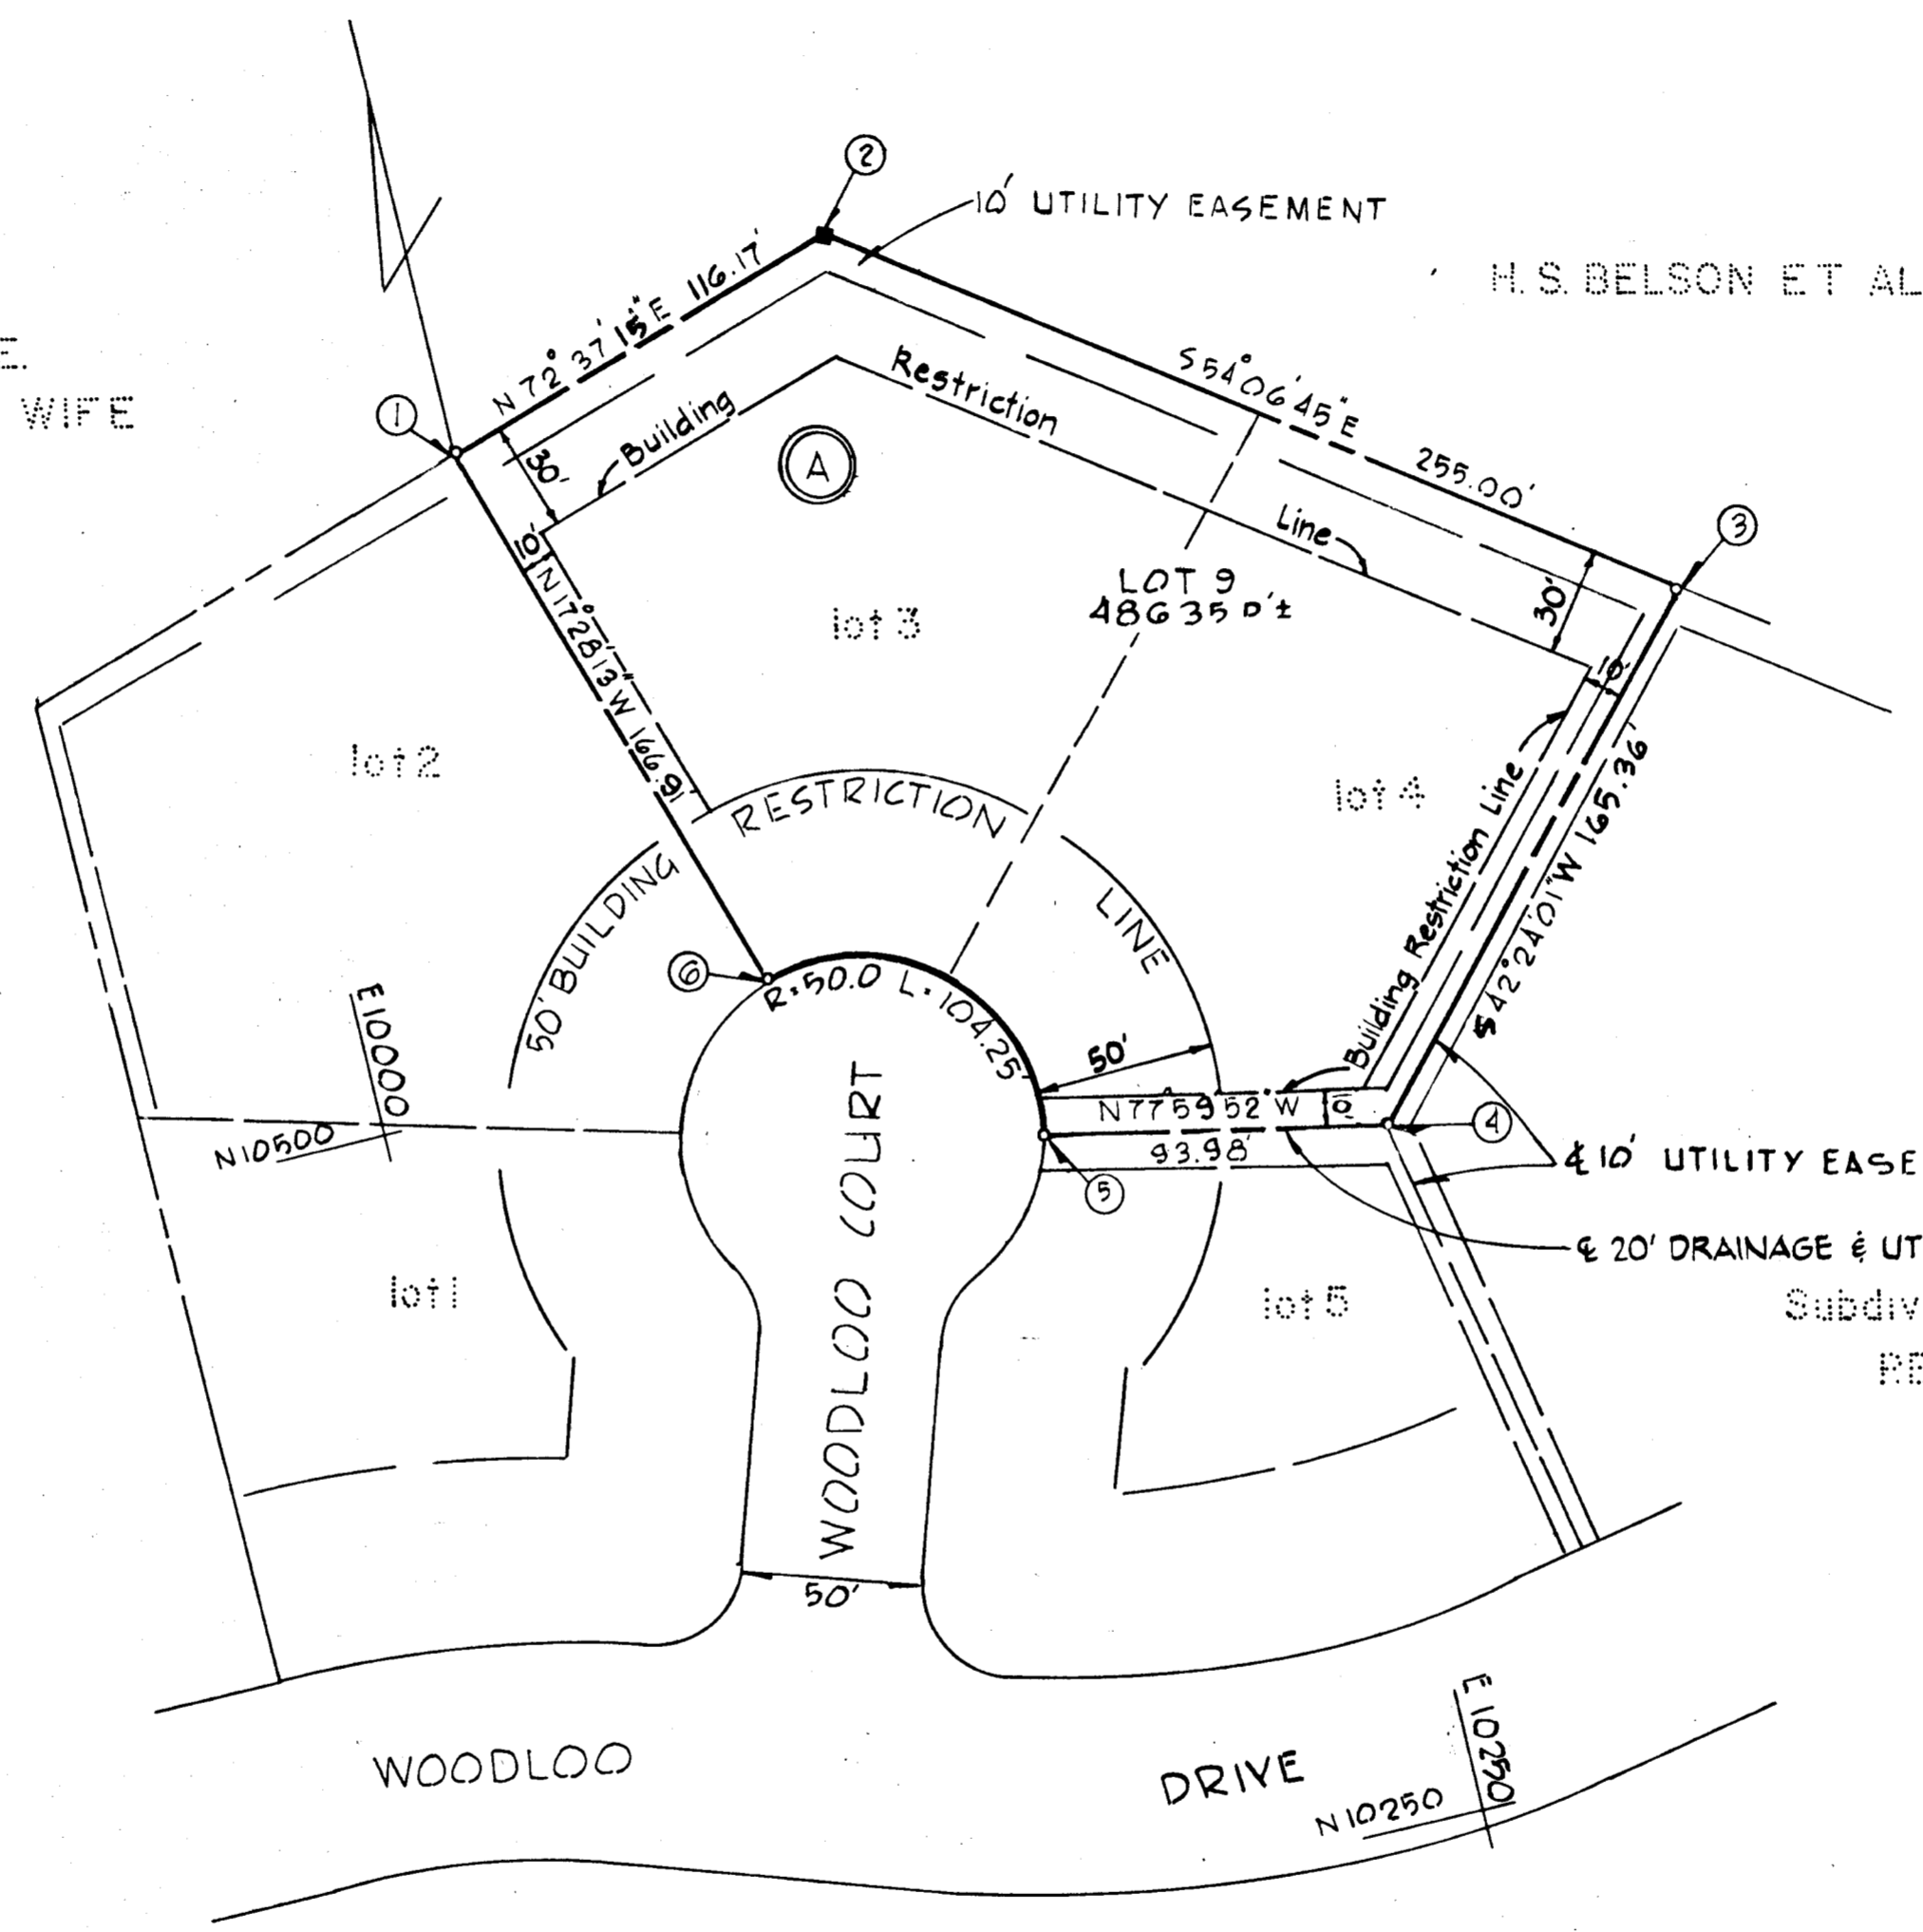 2
10' UTILITY EASEMENT
H. S. BELSON ET AL
E.
WIFE
N 72° 37' 15" E 116.17'
S 54° 06' 45" E 255.00'
1
3
30'
Building
Restriction
Line
A
10'
30'
10'
LOT 9
48635 □'±
lot 3
N 17° 28' 13" W 166.91'
lot 2
lot 4
Building Restriction Line
S 42° 24' 01" W 165.36'
50' BUILDING
RESTRICTION
LINE
6
R=50.0 L=104.25'
50'
E 10000
N 10500
N 77° 59' 52" W
10'
93.98'
4
5
℄ 10' UTILITY EASE
℄ 20' DRAINAGE & UT
Subdiv
RE
lot 1
lot 5
WOODLOO COURT
50'
WOODLOO
DRIVE
E 10250
N 10250